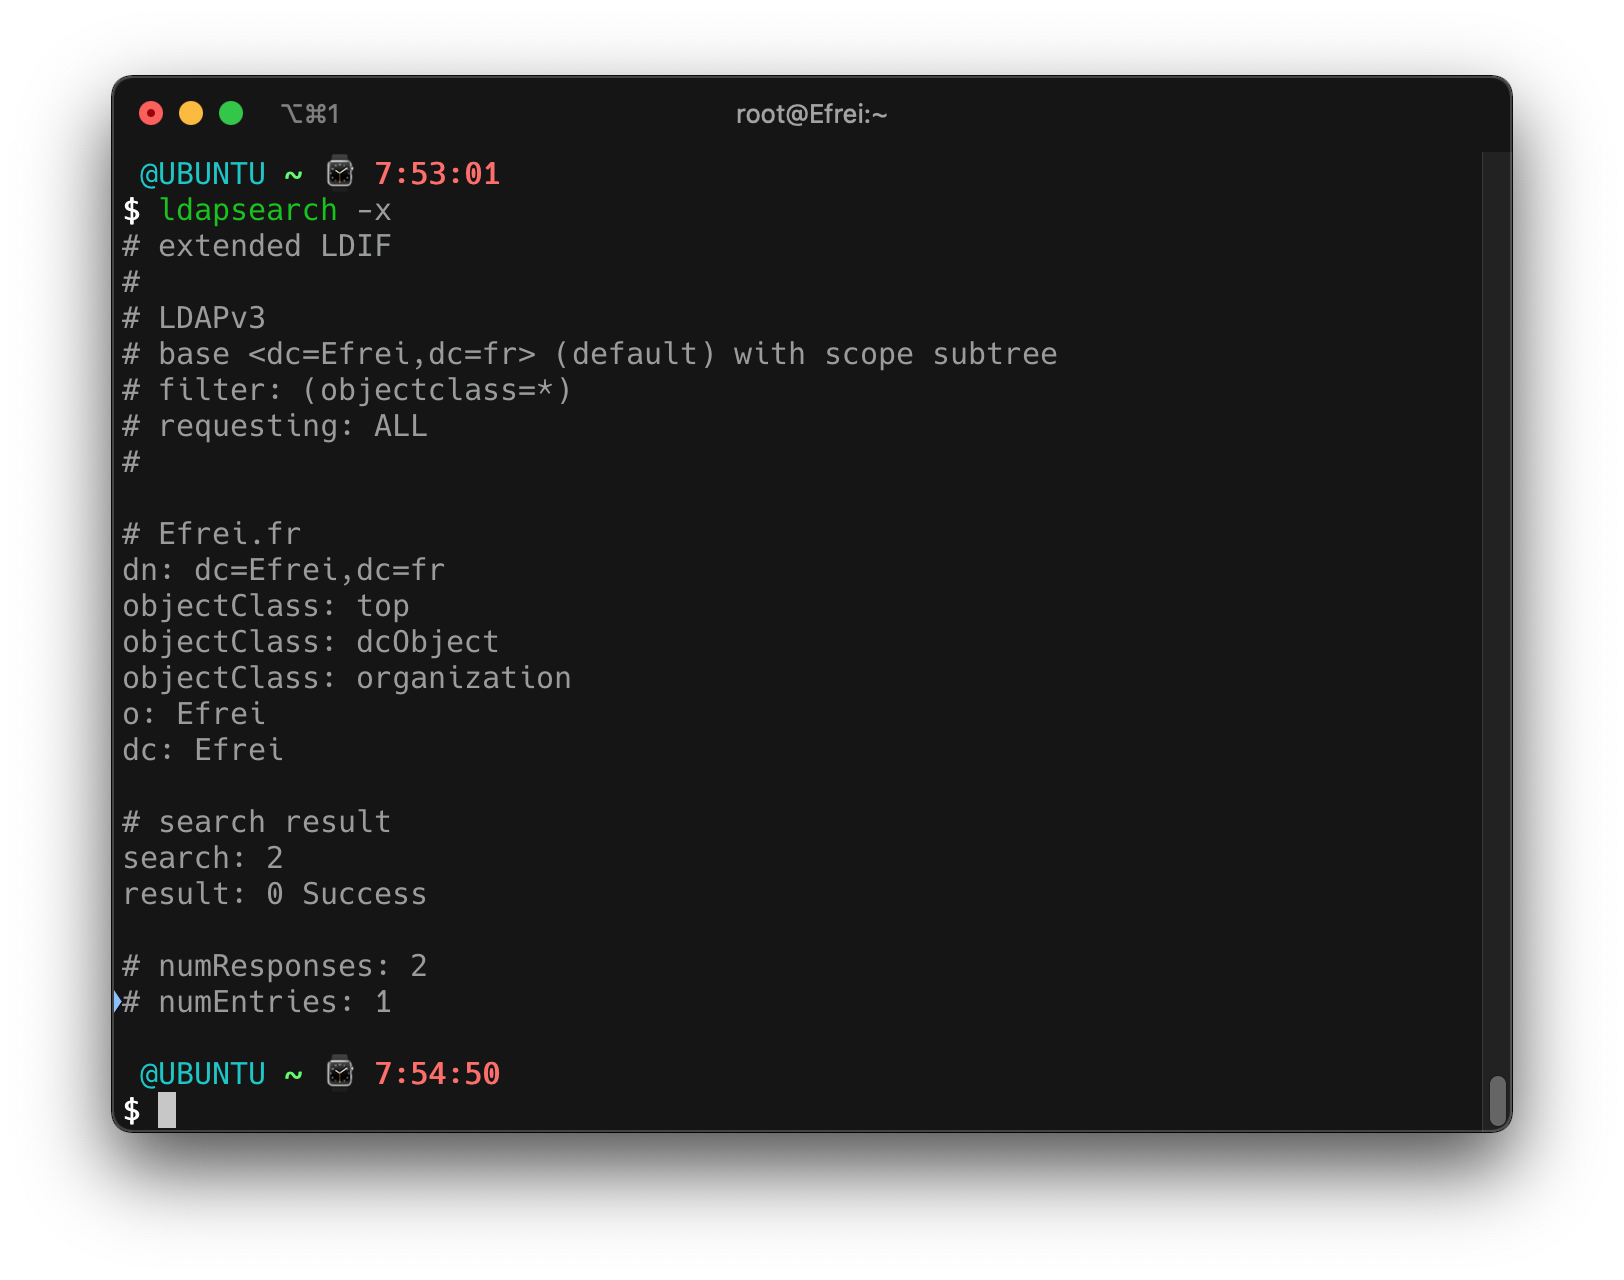 ⌥⌘1
root@Efrei:~
@UBUNTU ~ ⌚ 7:53:01
$ ldapsearch -x
# extended LDIF
#
# LDAPv3
# base <dc=Efrei,dc=fr> (default) with scope subtree
# filter: (objectclass=*)
# requesting: ALL
#
# Efrei.fr
dn: dc=Efrei,dc=fr
objectClass: top
objectClass: dcObject
objectClass: organization
o: Efrei
dc: Efrei
# search result
search: 2
result: 0 Success
# numResponses: 2
# numEntries: 1
@UBUNTU ~ ⌚ 7:54:50
$